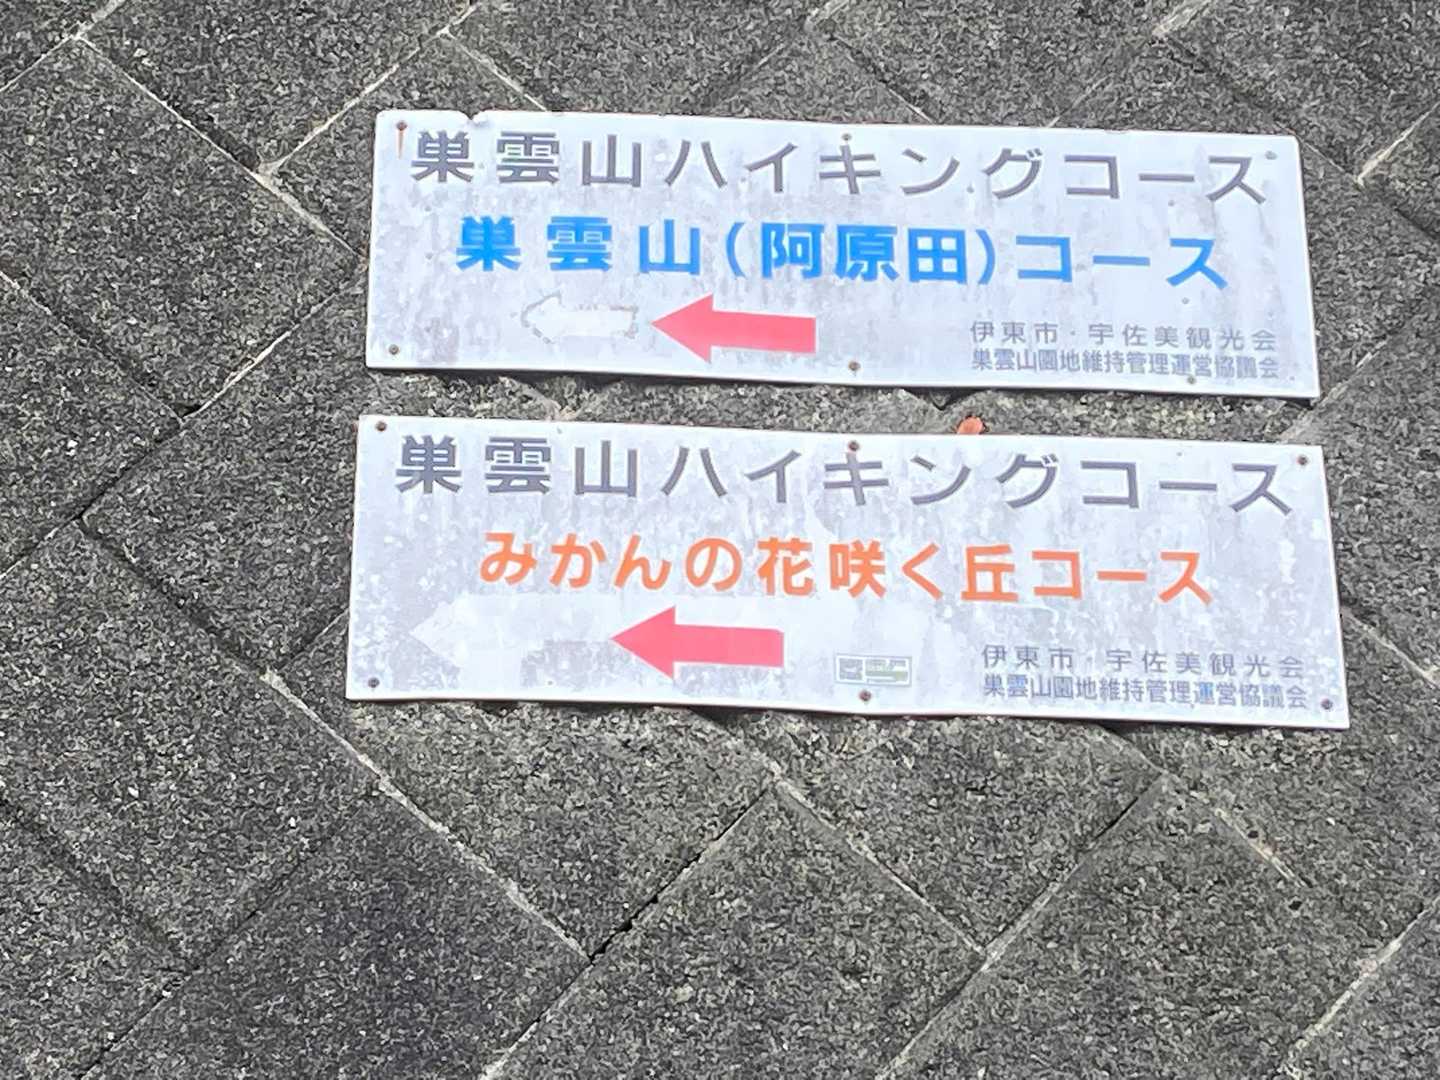 巣雲山ハイキングコース
巣雲山(阿原田)コース
伊東市・宇佐美観光会
巣雲山園地維持管理運営協議会
巣雲山ハイキングコース
みかんの花咲く丘コース
伊東市・宇佐美観光会
巣雲山園地維持管理運営協議会